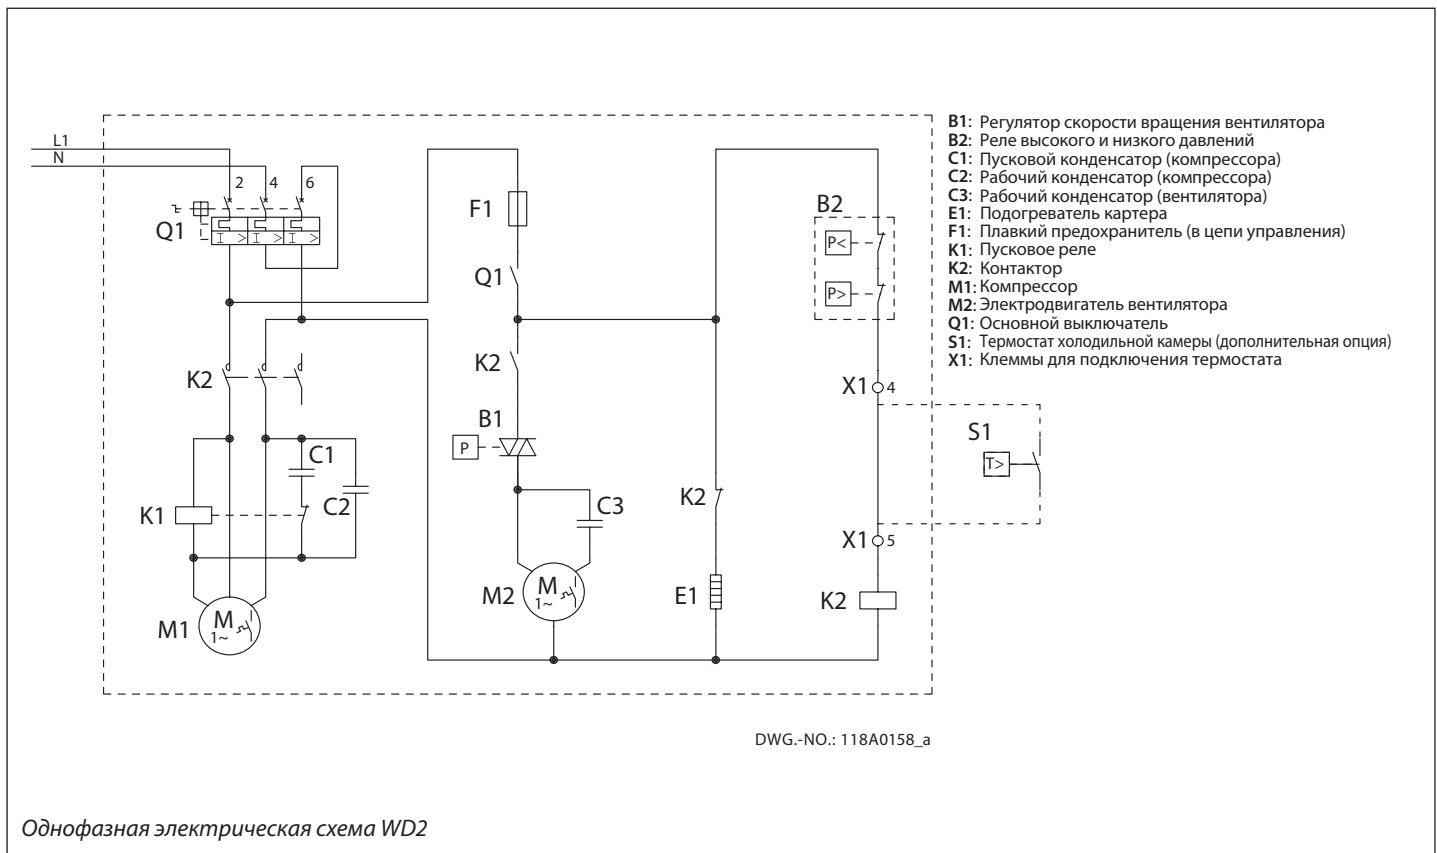 L1
N
2 4 6
Q1
I > I > I >
K2
C1
C2
K1
M1
M
1~
F1
Q1
K2
B1
P
C3
M2
M
1~
K2
E1
B2
P<
P>
X1 4
S1
T>
X1 5
K2
B1: Регулятор скорости вращения вентилятора
B2: Реле высокого и низкого давлений
C1: Пусковой конденсатор (компрессора)
C2: Рабочий конденсатор (компрессора)
C3: Рабочий конденсатор (вентилятора)
E1: Подогреватель картера
F1: Плавкий предохранитель (в цепи управления)
K1: Пусковое реле
K2: Контактор
M1: Компрессор
M2: Электродвигатель вентилятора
Q1: Основной выключатель
S1: Термостат холодильной камеры (дополнительная опция)
X1: Клеммы для подключения термостата
DWG.-NO.: 118A0158_a
Однофазная электрическая схема WD2